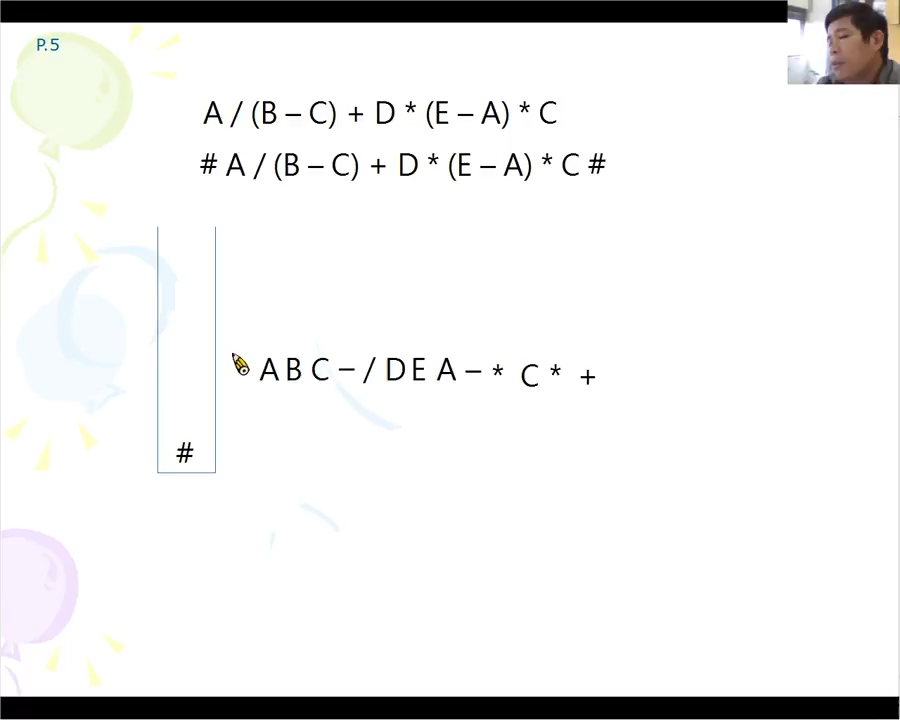 P.5
A / (B – C) + D * (E – A) * C
# A / (B – C) + D * (E – A) * C #
A B C – / D E A – * C * +
#